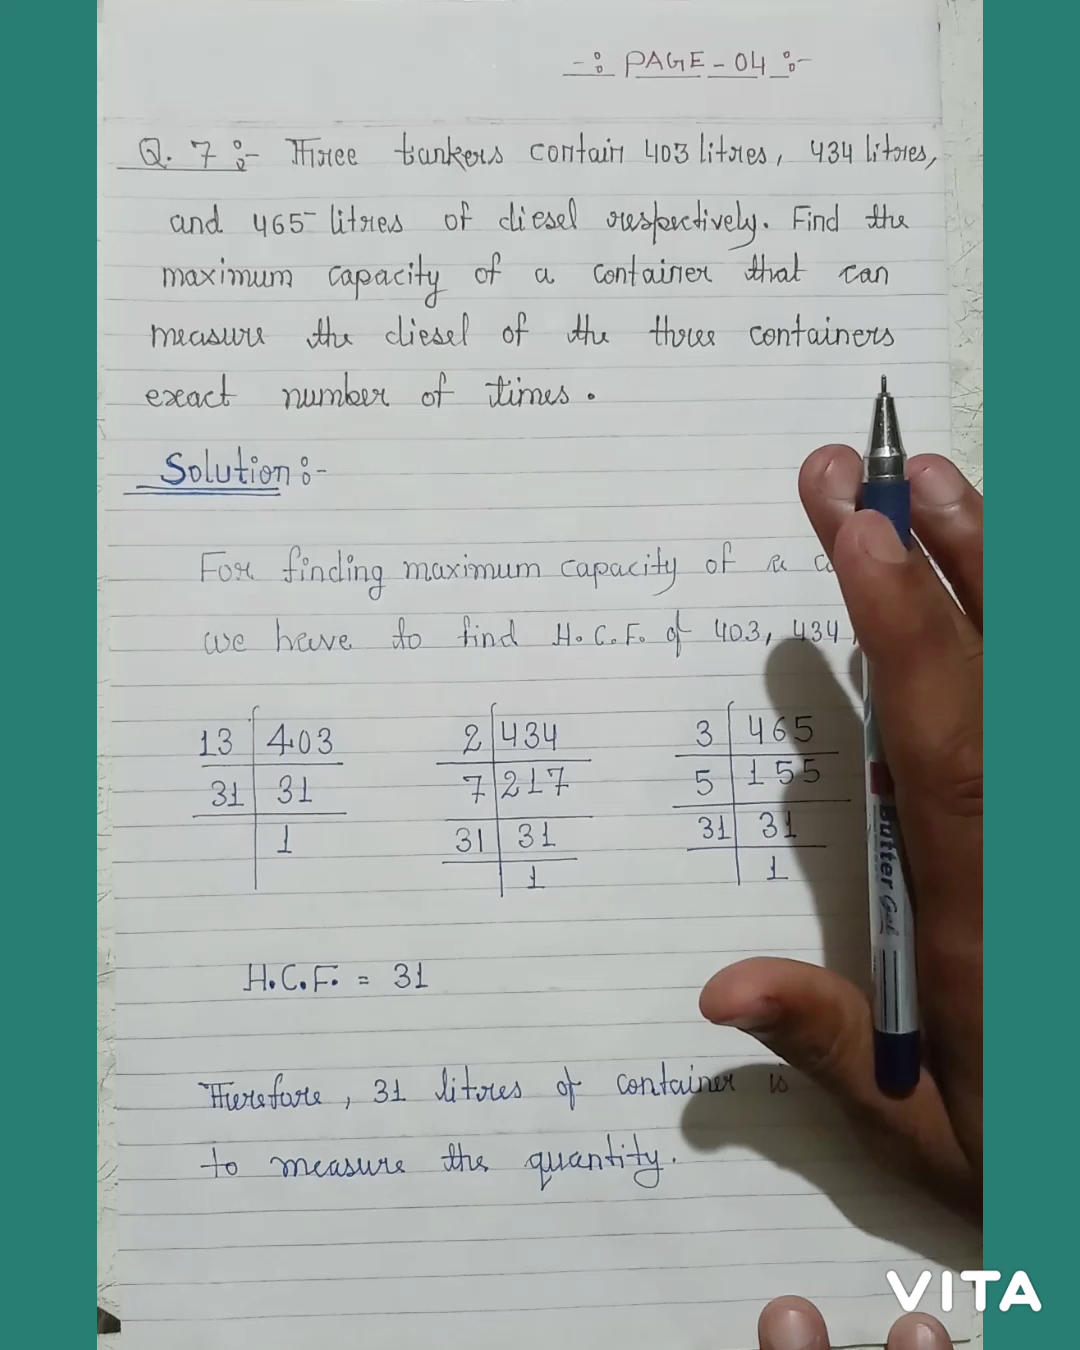 -: PAGE - 04 :-
Q. 7 :- Three tankers contain 403 litres, 434 litres,
and 465 litres of diesel respectively. Find the
maximum capacity of a container that can
measure the diesel of the three containers
exact number of times.
Solution :-
For finding maximum capacity of a
we have to find H.C.F. of 403, 434
13 403 2 434 3 465
31 31 7 217 5 155
1 31 31 31 31
1 1
H.C.F. = 31
Therefore, 31 litres of container is
to measure the quantity.
Butter Gel
VITA